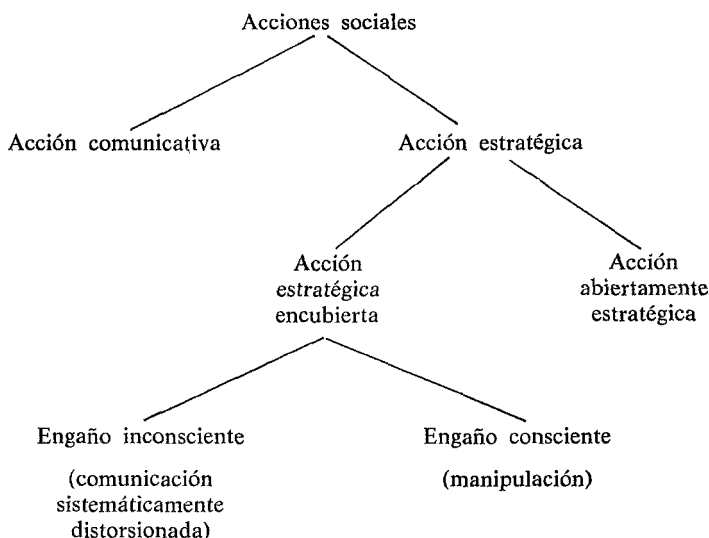 Acciones sociales
Acción comunicativa
Acción estratégica
Acción
estratégica
encubierta
Acción
abiertamente
estratégica
Engaño inconsciente
(comunicación
sistemáticamente
distorsionada)
Engaño consciente
(manipulación)